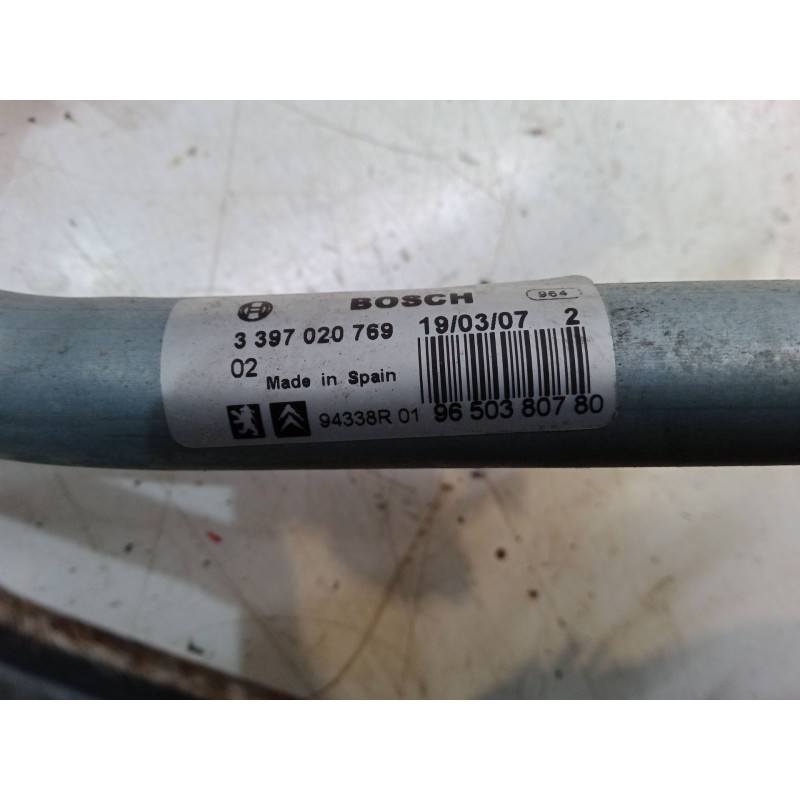 BOSCH 964
3 397 020 769 19/03/07 2
02 Made in Spain
94338R 01 96 503 807 80